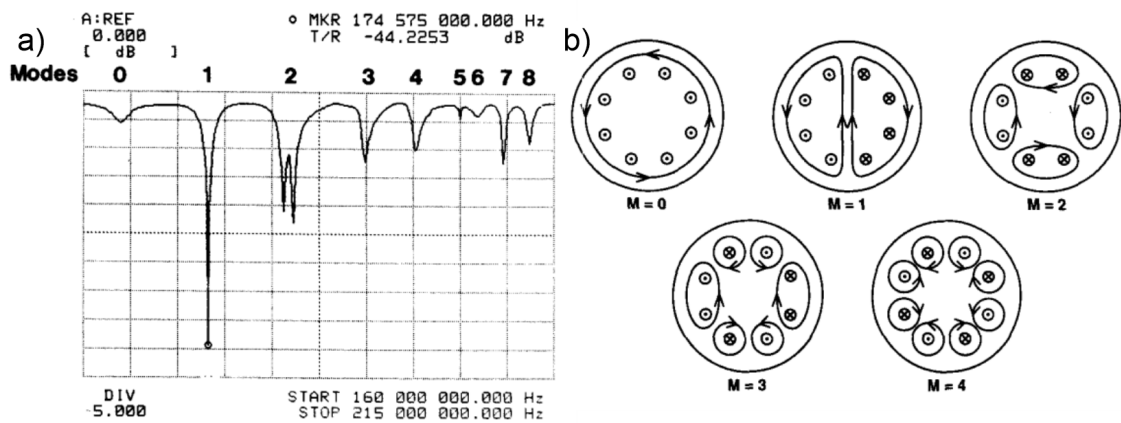 a)
A:REF
0.000
[ dB ]
○ MKR 174 575 000.000 Hz
T/R -44.2253 dB
Modes 0 1 2 3 4 5 6 7 8
DIV
-5.000
START 160 000 000.000 Hz
STOP 215 000 000.000 Hz
b)
M = 0
M = 1
M = 2
M = 3
M = 4